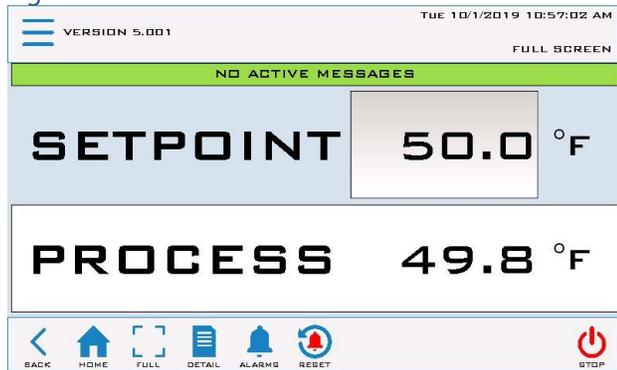 TUE 10/1/2019 10:57:02 AM
VERSION 5.001
FULL SCREEN
NO ACTIVE MESSAGES
SETPOINT 50.0 °F
PROCESS 49.8 °F
BACK HOME FULL DETAIL ALARMS RESET STOP